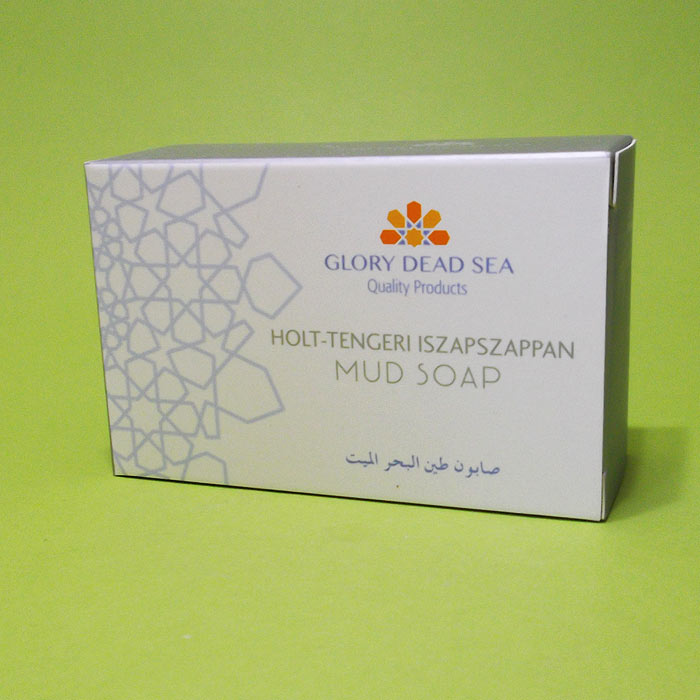 GLORY DEAD SEA
Quality Products
HOLT-TENGERI ISZAPSZAPPAN
MUD SOAP
صابون طين البحر الميت